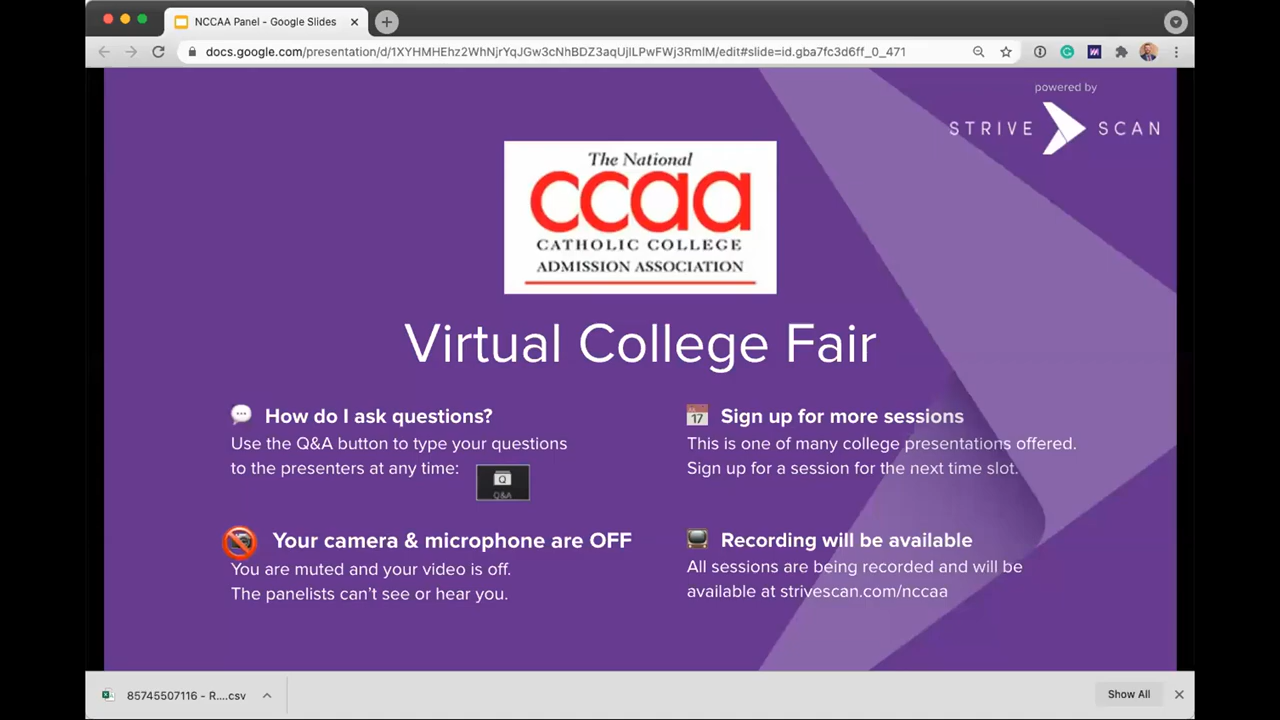 NCCAA Panel - Google Slides
docs.google.com/presentation/d/1XYHMHEhz2WhNjrYqJGw3cNhBDZ3aqUjlLPwFWj3RmlM/edit#slide=id.gba7fc3d6ff_0_471
powered by
STRIVE SCAN
The National
ccaa
CATHOLIC COLLEGE
ADMISSION ASSOCIATION
Virtual College Fair
How do I ask questions?
Use the Q&A button to type your questions
to the presenters at any time:
Q
Q&A
17
Sign up for more sessions
This is one of many college presentations offered.
Sign up for a session for the next time slot.
Your camera & microphone are OFF
You are muted and your video is off.
The panelists can't see or hear you.
Recording will be available
All sessions are being recorded and will be
available at strivescan.com/nccaa
85745507116 - R....csv
Show All